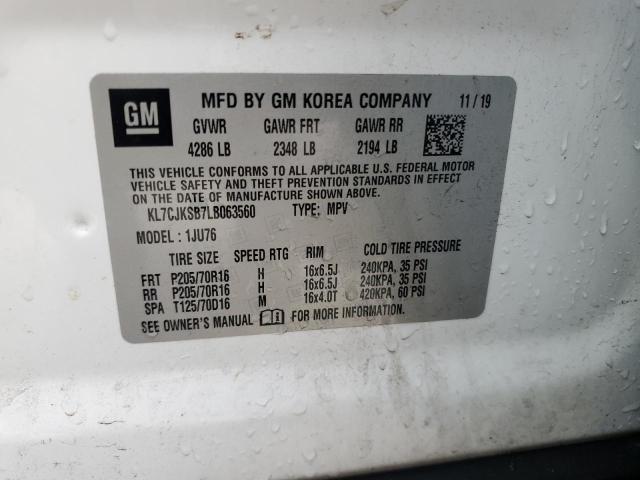 GM MFD BY GM KOREA COMPANY 11/19
GVWR GAWR FRT GAWR RR
4286 LB 2348 LB 2194 LB
THIS VEHICLE CONFORMS TO ALL APPLICABLE U.S. FEDERAL MOTOR
VEHICLE SAFETY AND THEFT PREVENTION STANDARDS IN EFFECT
ON THE DATE OF MANUFACTURE SHOWN ABOVE.
KL7CJKSB7LB063560 TYPE: MPV
MODEL : 1JU76
TIRE SIZE SPEED RTG RIM COLD TIRE PRESSURE
FRT P205/70R16 H 16x6.5J 240KPA, 35 PSI
RR P205/70R16 H 16x6.5J 240KPA, 35 PSI
SPA T125/70D16 M 16x4.0T 420KPA, 60 PSI
SEE OWNER'S MANUAL FOR MORE INFORMATION.